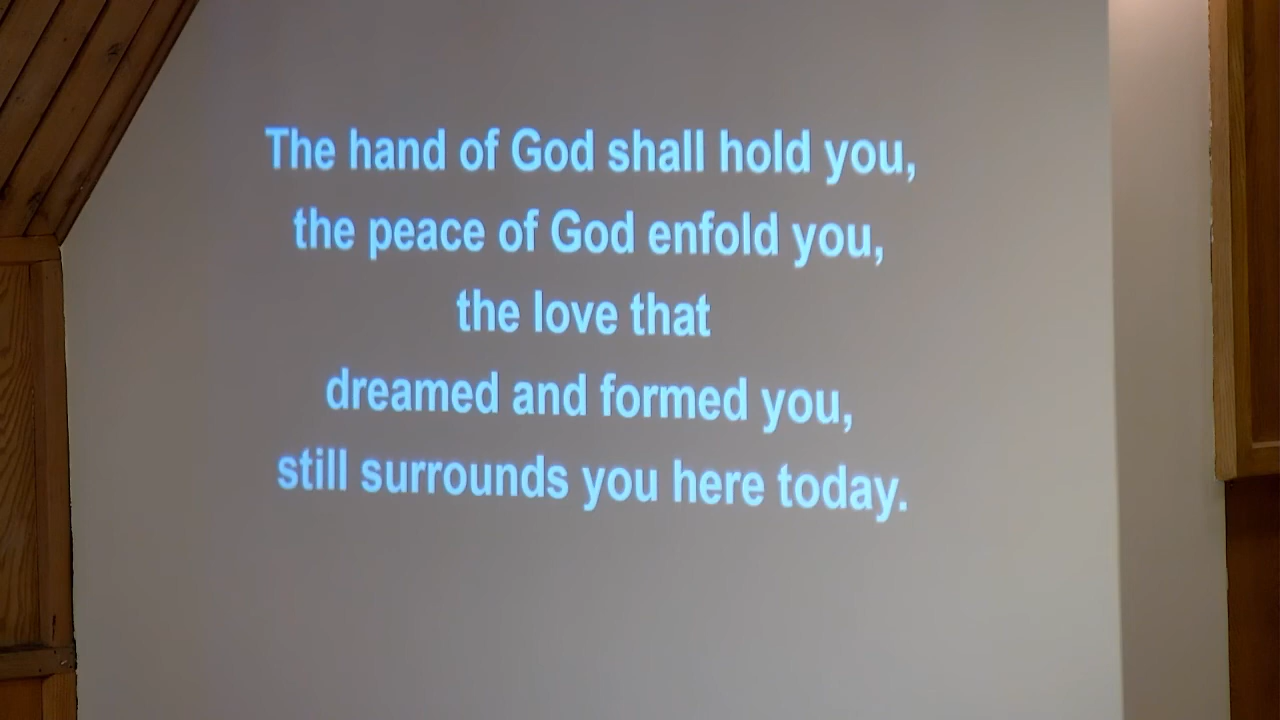 The hand of God shall hold you,
the peace of God enfold you,
the love that
dreamed and formed you,
still surrounds you here today.